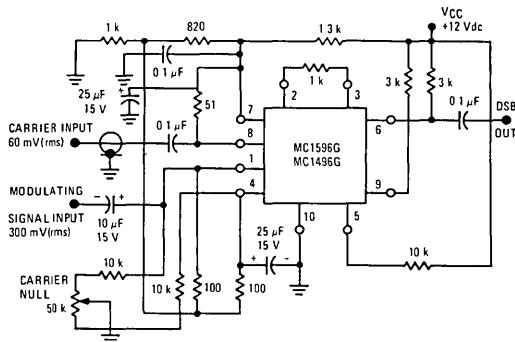 1 k
820
1 3 k
VCC
+12 Vdc
0 1 µF
1 k
3 k
3 k
25 µF
15 V
+
51
2
3
0 1 µF
DSB
OUT
7
6
CARRIER INPUT
60 mV(rms)
0 1 µF
8
MC1596G
MC1496G
1
9
MODULATING
SIGNAL INPUT
300 mV(rms)
- +
10 µF
15 V
4
10
5
25 µF
15 V
+ -
10 k
10 k
CARRIER
NULL
50 k
10 k
100
100